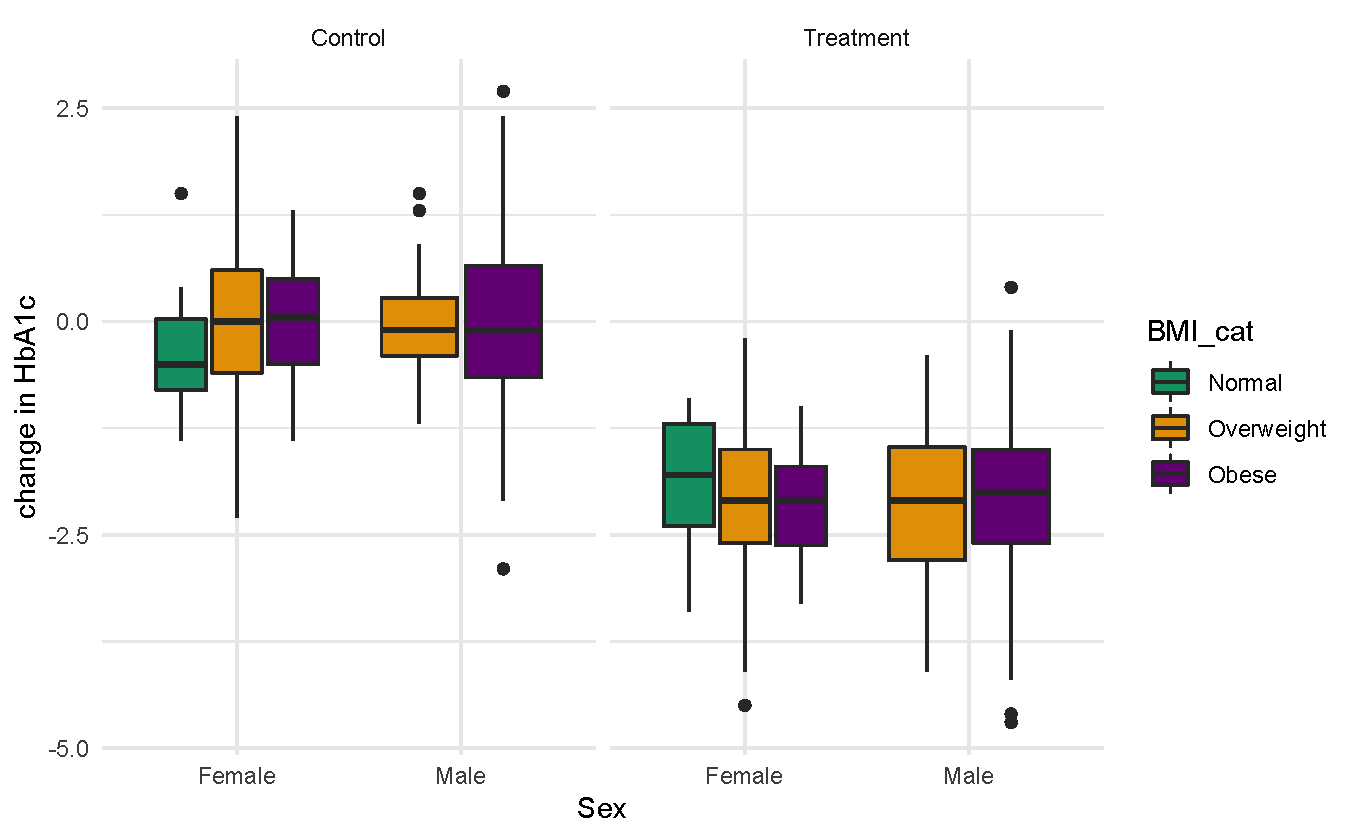 Control
Treatment
change in HbA1c
2.5
0.0
-2.5
-5.0
Female
Male
Female
Male
Sex
BMI_cat
Normal
Overweight
Obese